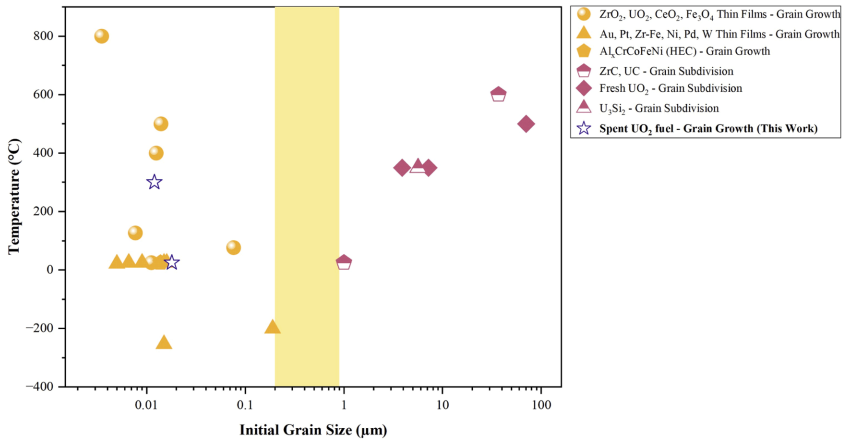 800
600
400
200
0
−200
−400
Temperature (°C)
0.01
0.1
1
10
100
Initial Grain Size (µm)
ZrO₂, UO₂, CeO₂, Fe₃O₄ Thin Films - Grain Growth
Au, Pt, Zr-Fe, Ni, Pd, W Thin Films - Grain Growth
AlₓCrCoFeNi (HEC) - Grain Growth
ZrC, UC - Grain Subdivision
Fresh UO₂ - Grain Subdivision
U₃Si₂ - Grain Subdivision
Spent UO₂ fuel - Grain Growth (This Work)